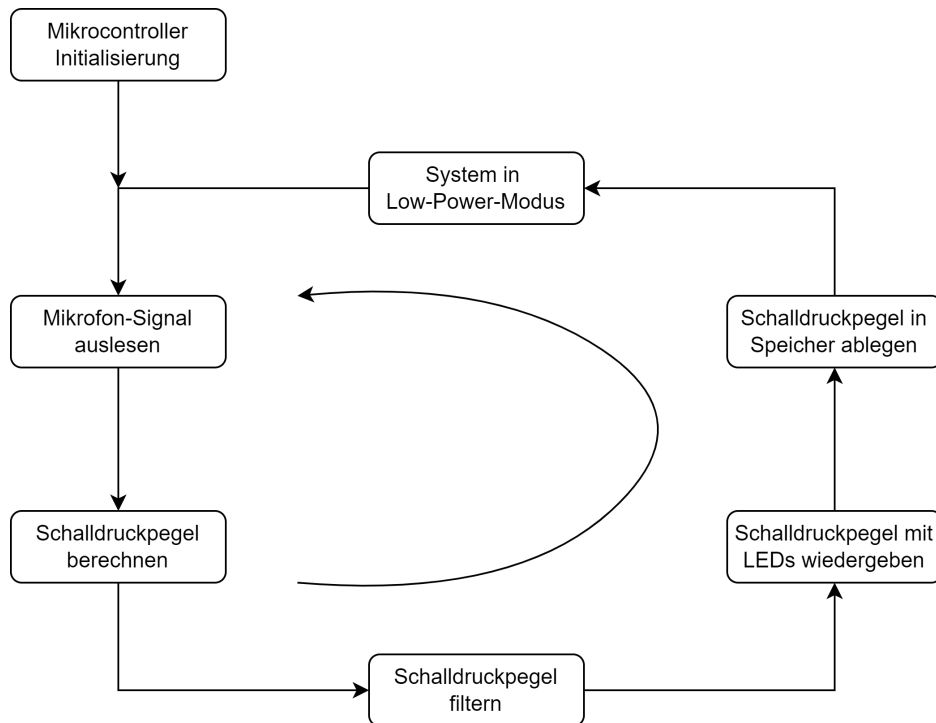 Mikrocontroller
Initialisierung
System in
Low-Power-Modus
Mikrofon-Signal
auslesen
Schalldruckpegel in
Speicher ablegen
Schalldruckpegel
berechnen
Schalldruckpegel mit
LEDs wiedergeben
Schalldruckpegel
filtern